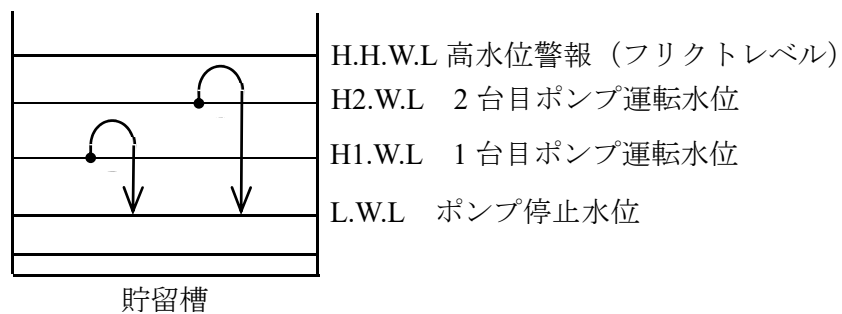 H.H.W.L 高水位警報（フリクトレベル）
H2.W.L　2 台目ポンプ運転水位
H1.W.L　1 台目ポンプ運転水位
L.W.L　ポンプ停止水位
貯留槽